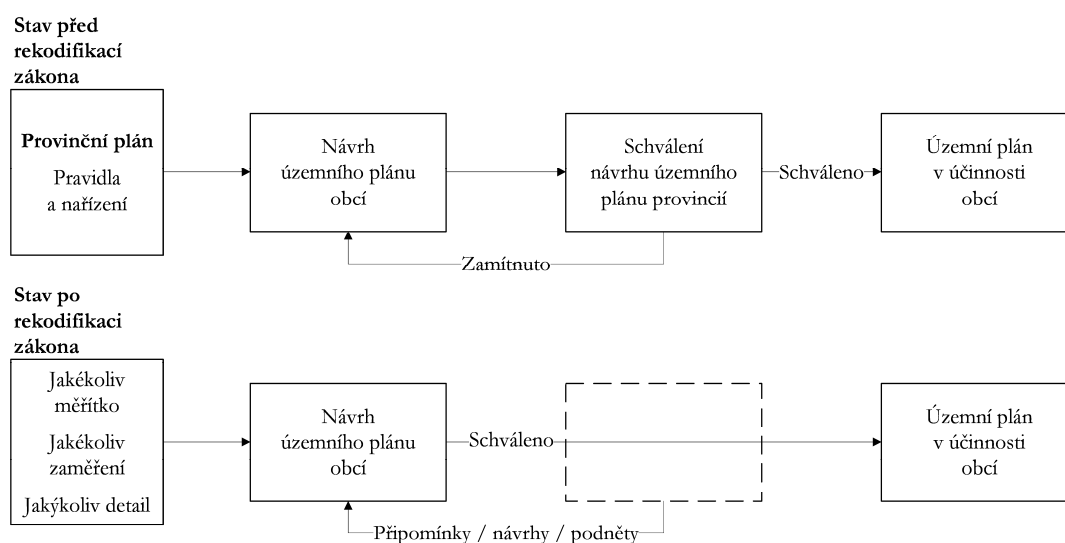 Stav před
rekodifikací
zákona
Provinční plán
Pravidla
a nařízení
Návrh
územního plánu
obcí
Schválení
návrhu územního
plánu provincií
Schváleno
Územní plán
v účinnosti
obcí
Zamítnuto
Stav po
rekodifikaci
zákona
Jakékoliv
měřítko
Jakékoliv
zaměření
Jakýkoliv detail
Návrh
územního plánu
obcí
Schváleno
Územní plán
v účinnosti
obcí
Připomínky / návrhy / podněty